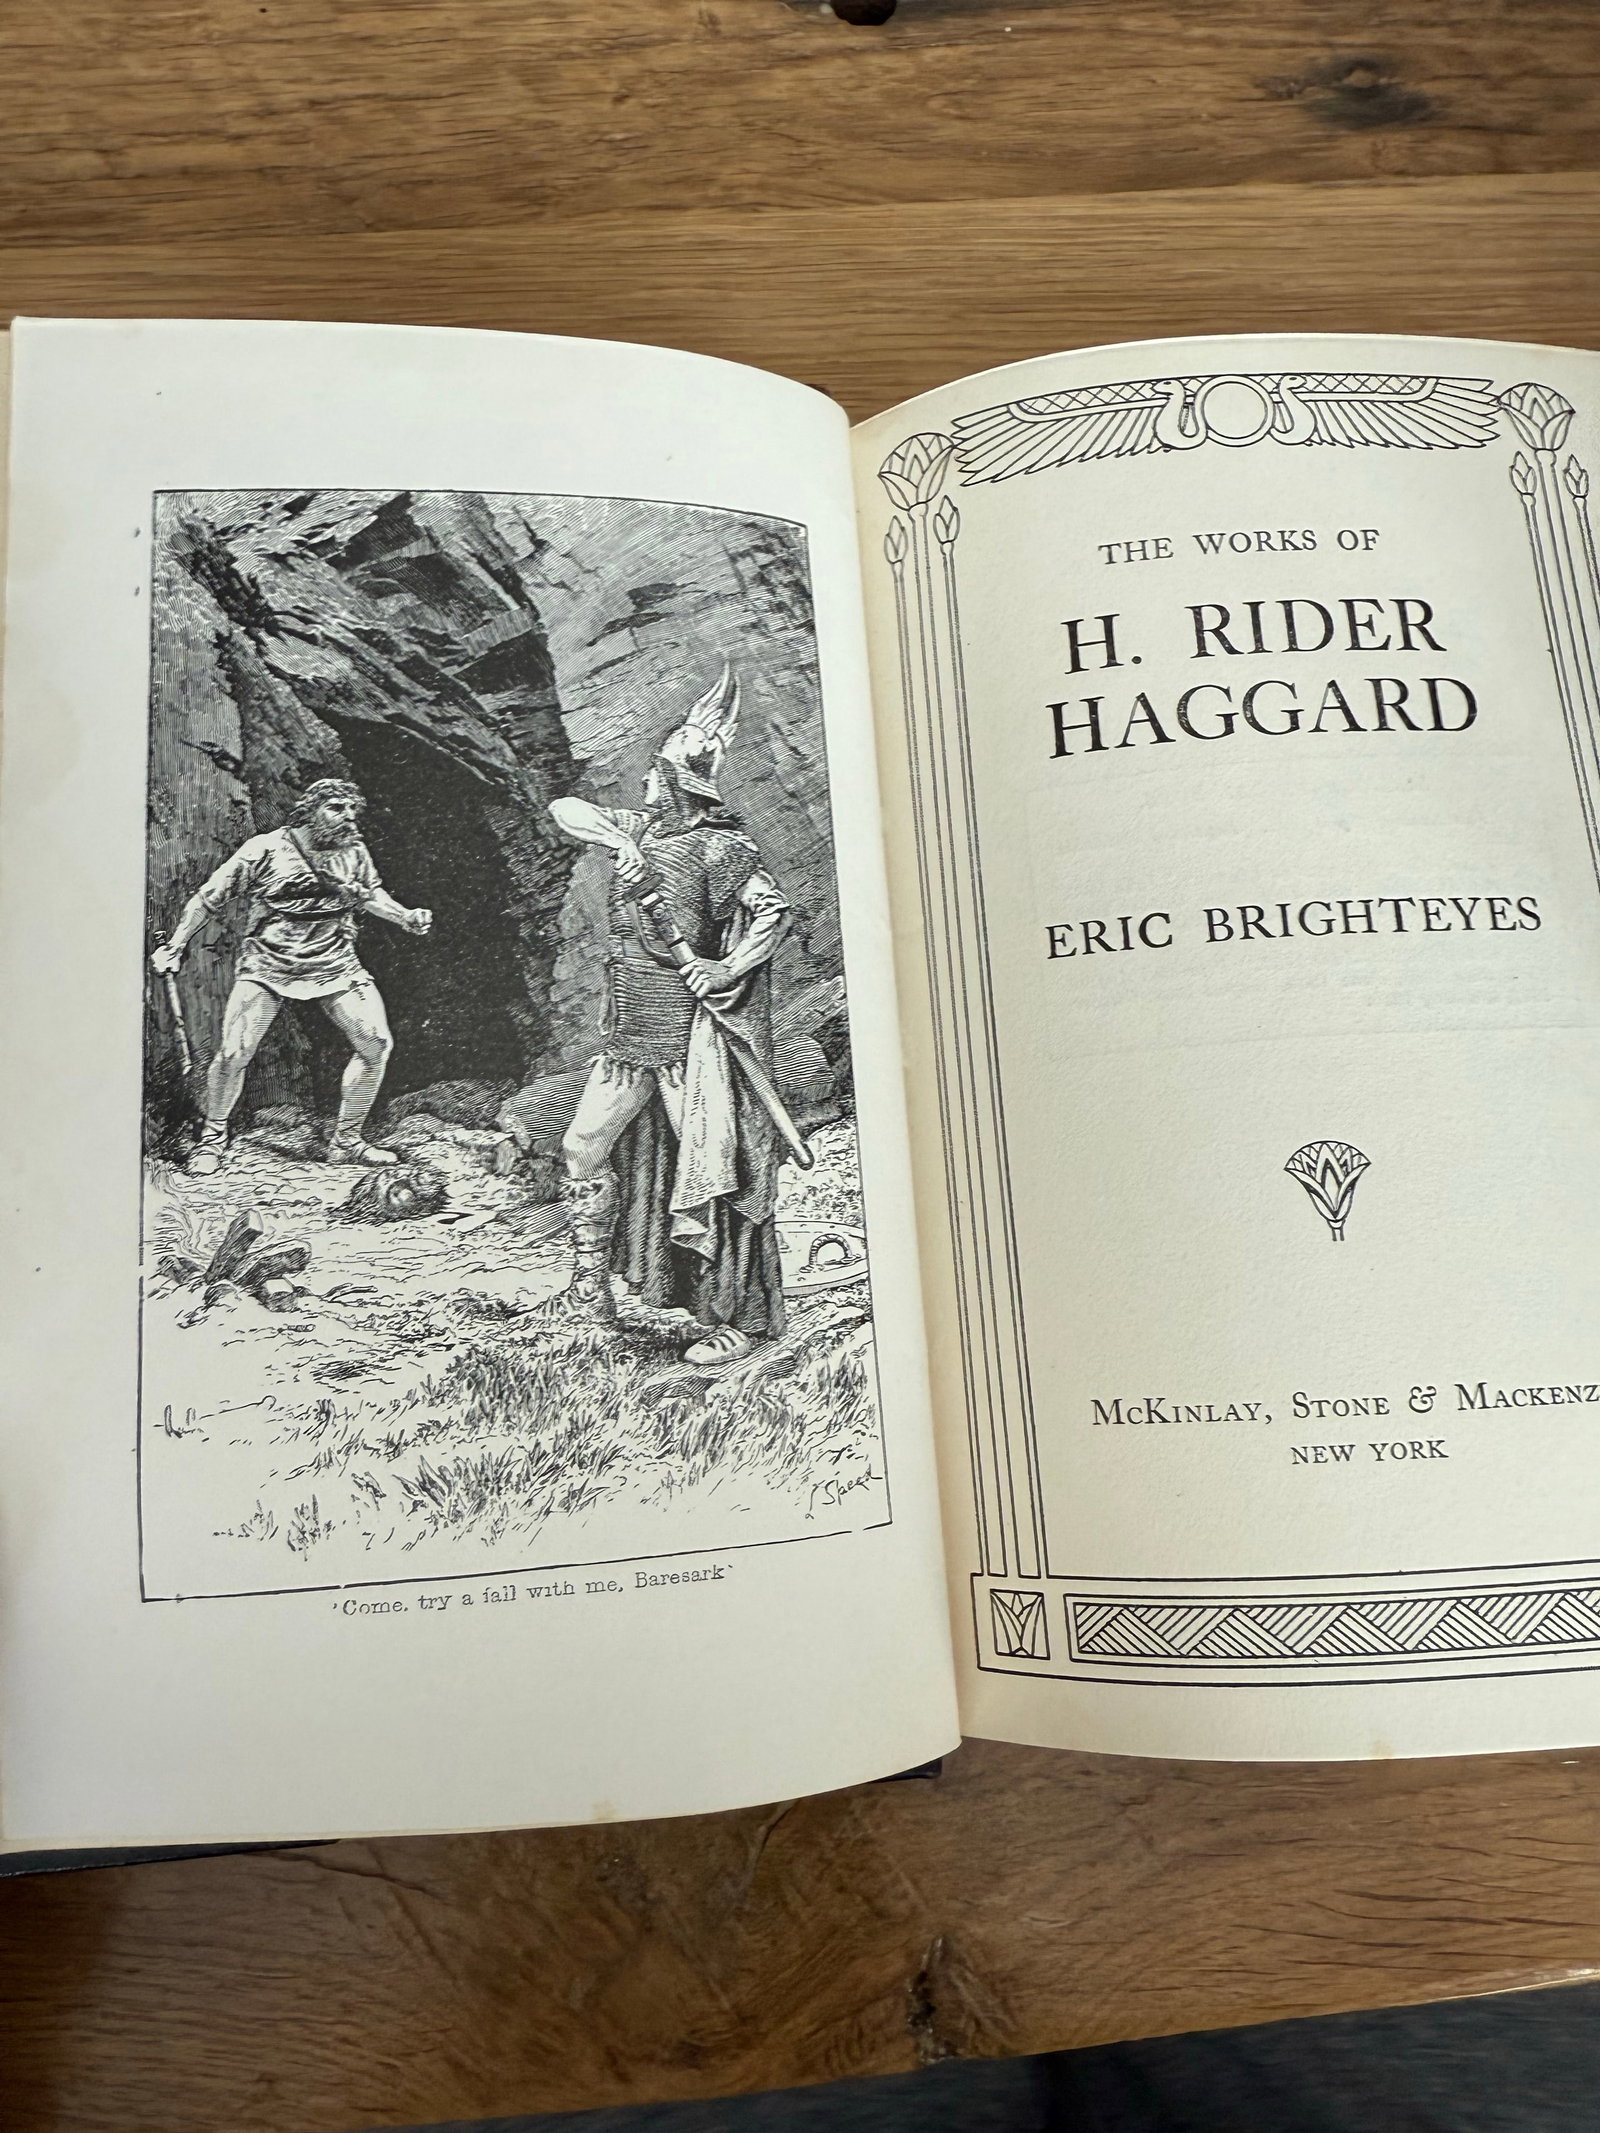 L Speed
'Come, try a fall with me, Baresark'
THE WORKS OF
H. RIDER
HAGGARD
ERIC BRIGHTEYES
McKinlay, Stone & Mackenz
NEW YORK